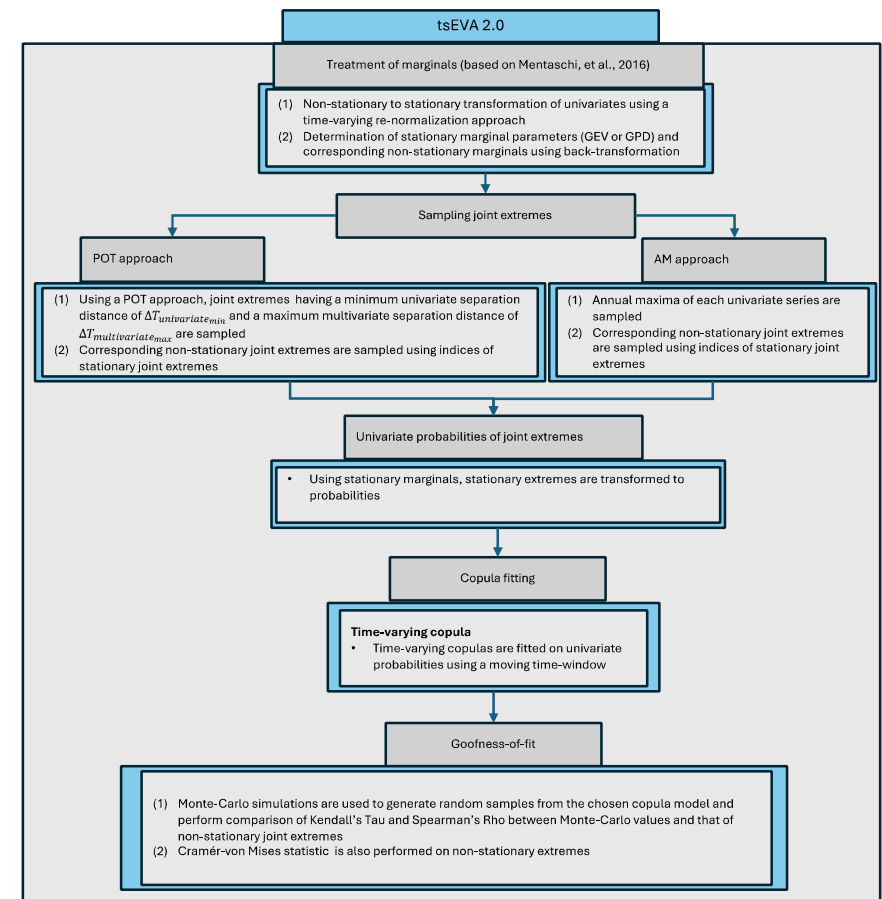 tsEVA 2.0
Treatment of marginals (based on Mentaschi, et al., 2016)
(1) Non-stationary to stationary transformation of univariates using a
time-varying re-normalization approach
(2) Determination of stationary marginal parameters (GEV or GPD) and
corresponding non-stationary marginals using back-transformation
Sampling joint extremes
POT approach
(1) Using a POT approach, joint extremes having a minimum univariate separation
distance of ΔT_{univariate_{min}} and a maximum multivariate separation distance of
ΔT_{multivariate_{max}} are sampled
(2) Corresponding non-stationary joint extremes are sampled using indices of
stationary joint extremes
AM approach
(1) Annual maxima of each univariate series are
sampled
(2) Corresponding non-stationary joint extremes
are sampled using indices of stationary joint
extremes
Univariate probabilities of joint extremes
• Using stationary marginals, stationary extremes are transformed to
probabilities
Copula fitting
Time-varying copula
• Time-varying copulas are fitted on univariate
probabilities using a moving time-window
Goofness-of-fit
(1) Monte-Carlo simulations are used to generate random samples from the chosen copula model and
perform comparison of Kendall's Tau and Spearman's Rho between Monte-Carlo values and that of
non-stationary joint extremes
(2) Cramér-von Mises statistic is also performed on non-stationary extremes